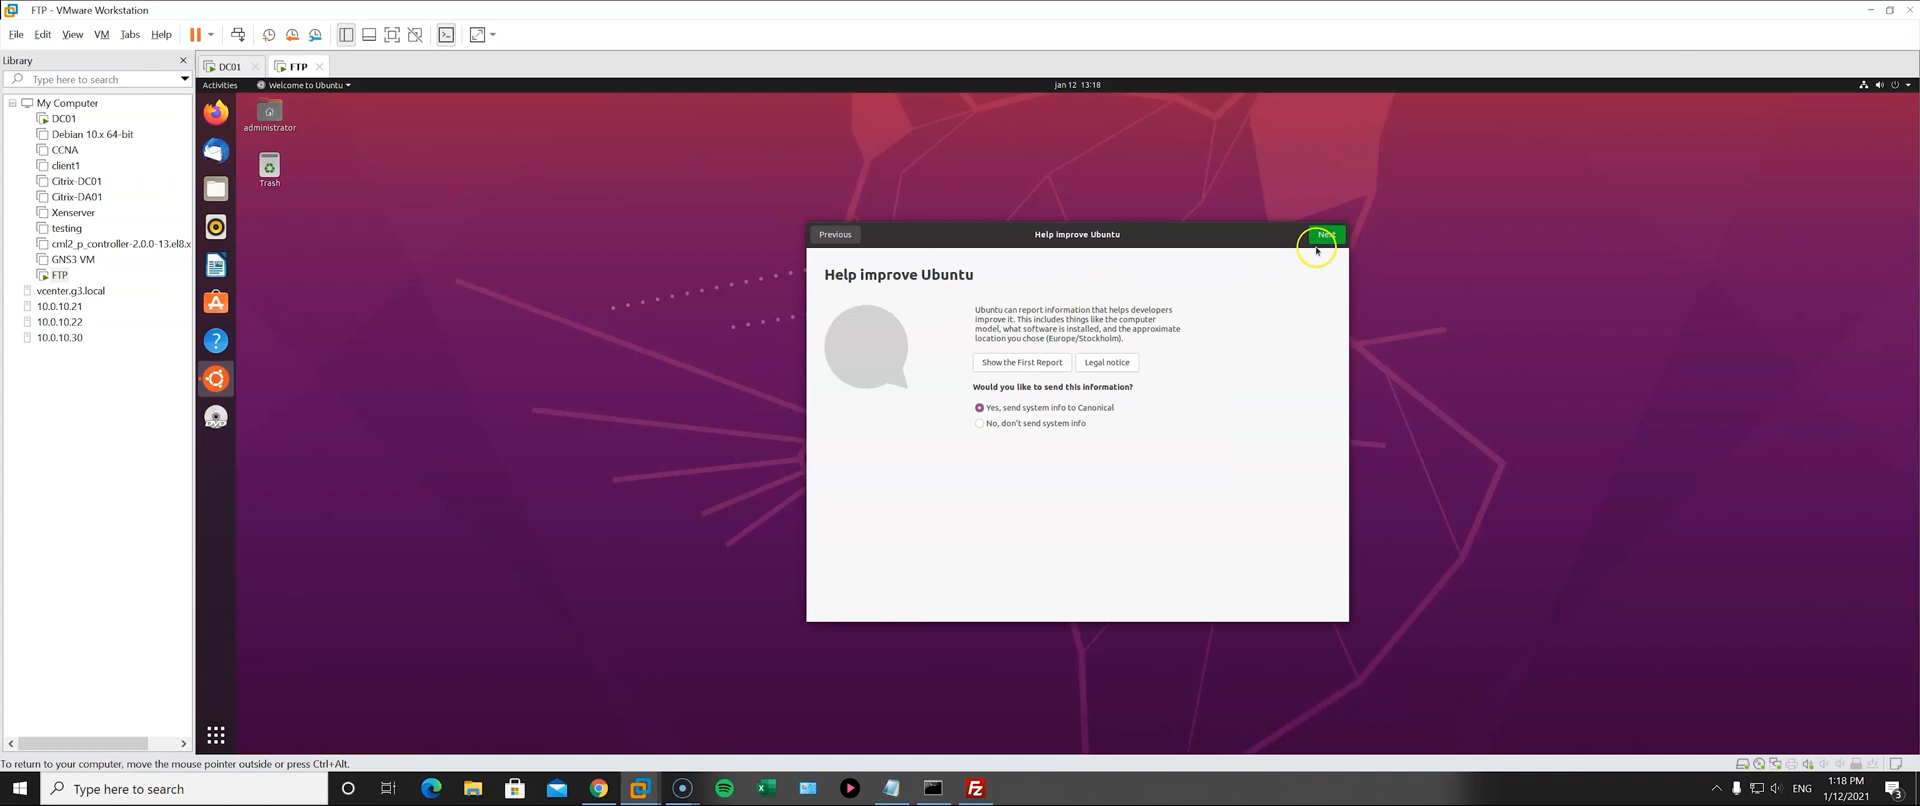 FTP - VMware Workstation
File Edit View VM Tabs Help
Library
Type here to search
My Computer
DC01
Debian 10.x 64-bit
CCNA
client1
Citrix-DC01
Citrix-DA01
Xenserver
testing
cml2_p_controller-2.0.0-13.el8.x
GNS3 VM
FTP
vcenter.g3.local
10.0.10.21
10.0.10.22
10.0.10.30
DC01 FTP
Activities Welcome to Ubuntu Jan 12 13:18
administrator
Trash
Previous Help improve Ubuntu Next
Help improve Ubuntu
Ubuntu can report information that helps developers
improve it. This includes things like the computer
model, what software is installed, and the approximate
location you chose (Europe/Stockholm).
Show the First Report Legal notice
Would you like to send this information?
Yes, send system info to Canonical
No, don't send system info
To return to your computer, move the mouse pointer outside or press Ctrl+Alt.
Type here to search
ENG
1:18 PM
1/12/2021
3